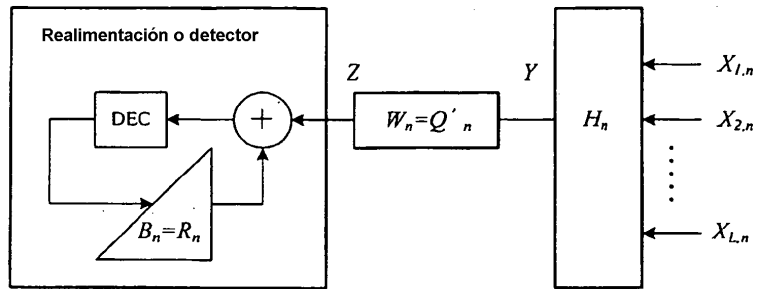 Realimentación o detector
DEC
+
B_n=R_n
Z
W_n=Q'_n
Y
H_n
X_{1,n}
X_{2,n}
X_{L,n}